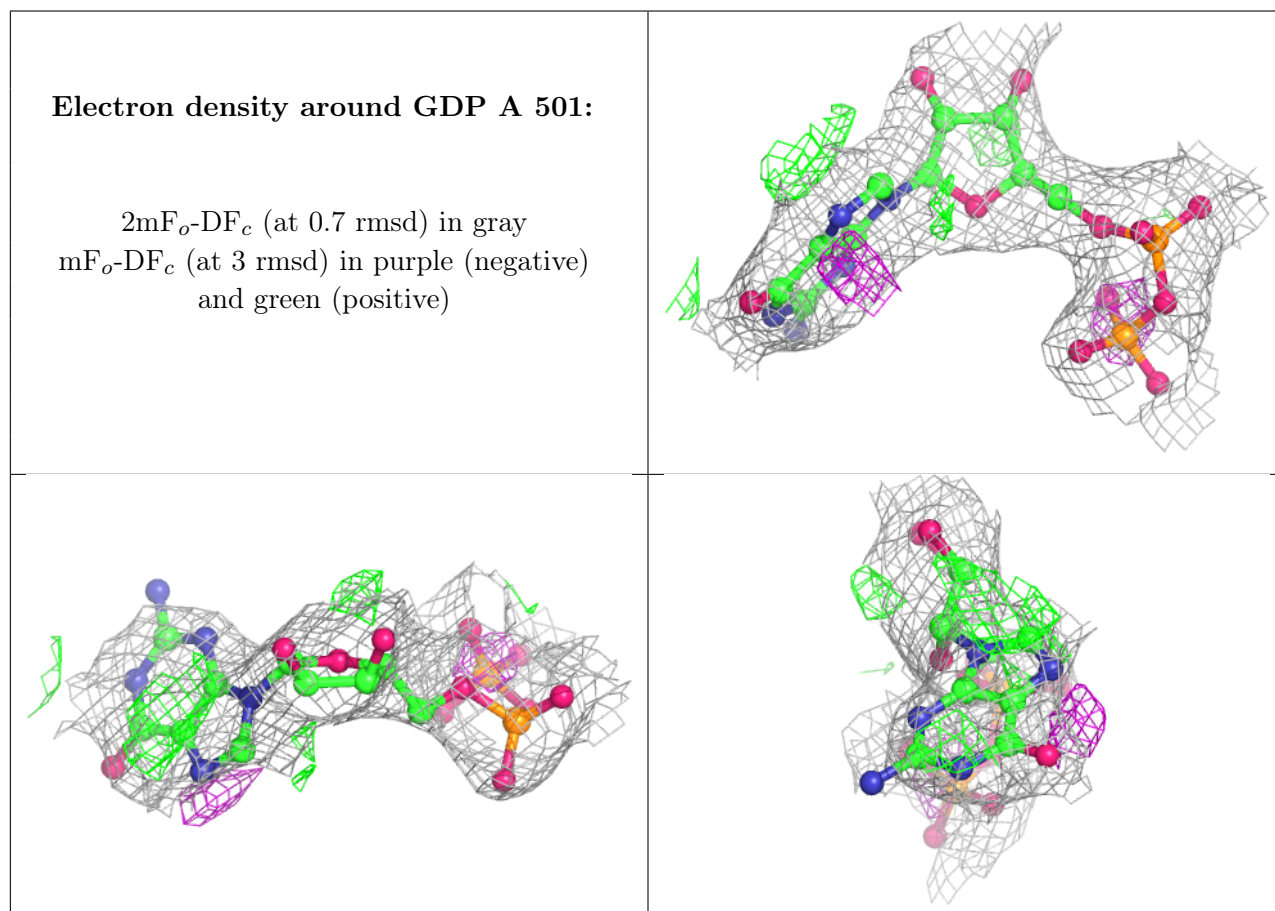 Electron density around GDP A 501:
2mFo-DFc (at 0.7 rmsd) in gray
mFo-DFc (at 3 rmsd) in purple (negative)
and green (positive)